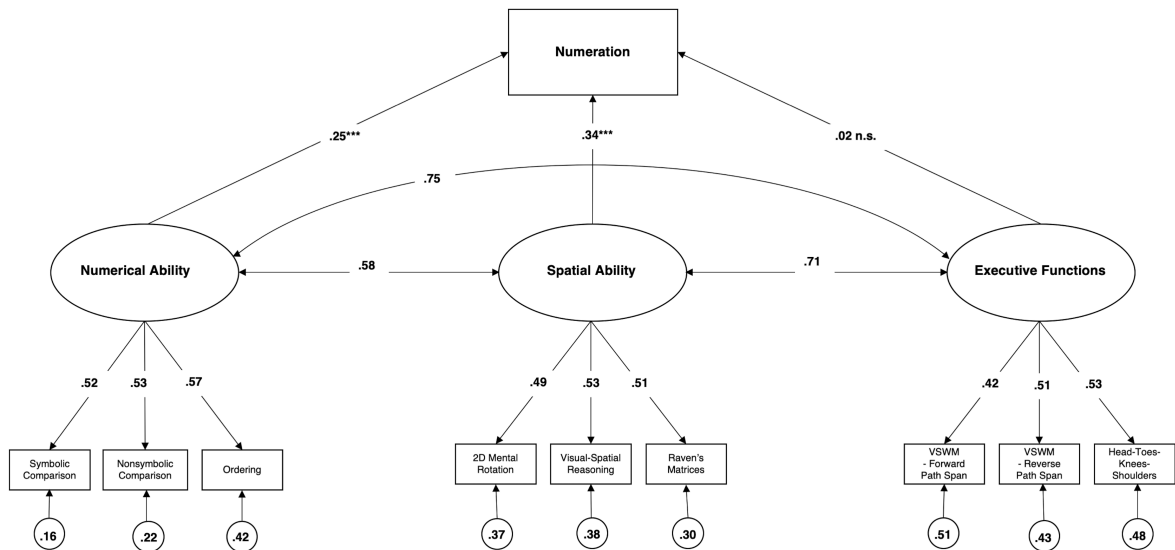 Numeration
.25***
.34***
.02 n.s.
.75
Numerical Ability
.58
Spatial Ability
.71
Executive Functions
.52
.53
.57
.49
.53
.51
.42
.51
.53
Symbolic
Comparison
Nonsymbolic
Comparison
Ordering
2D Mental
Rotation
Visual-Spatial
Reasoning
Raven's
Matrices
VSWM
- Forward
Path Span
VSWM
- Reverse
Path Span
Head-Toes-
Knees-
Shoulders
.16
.22
.42
.37
.38
.30
.51
.43
.48